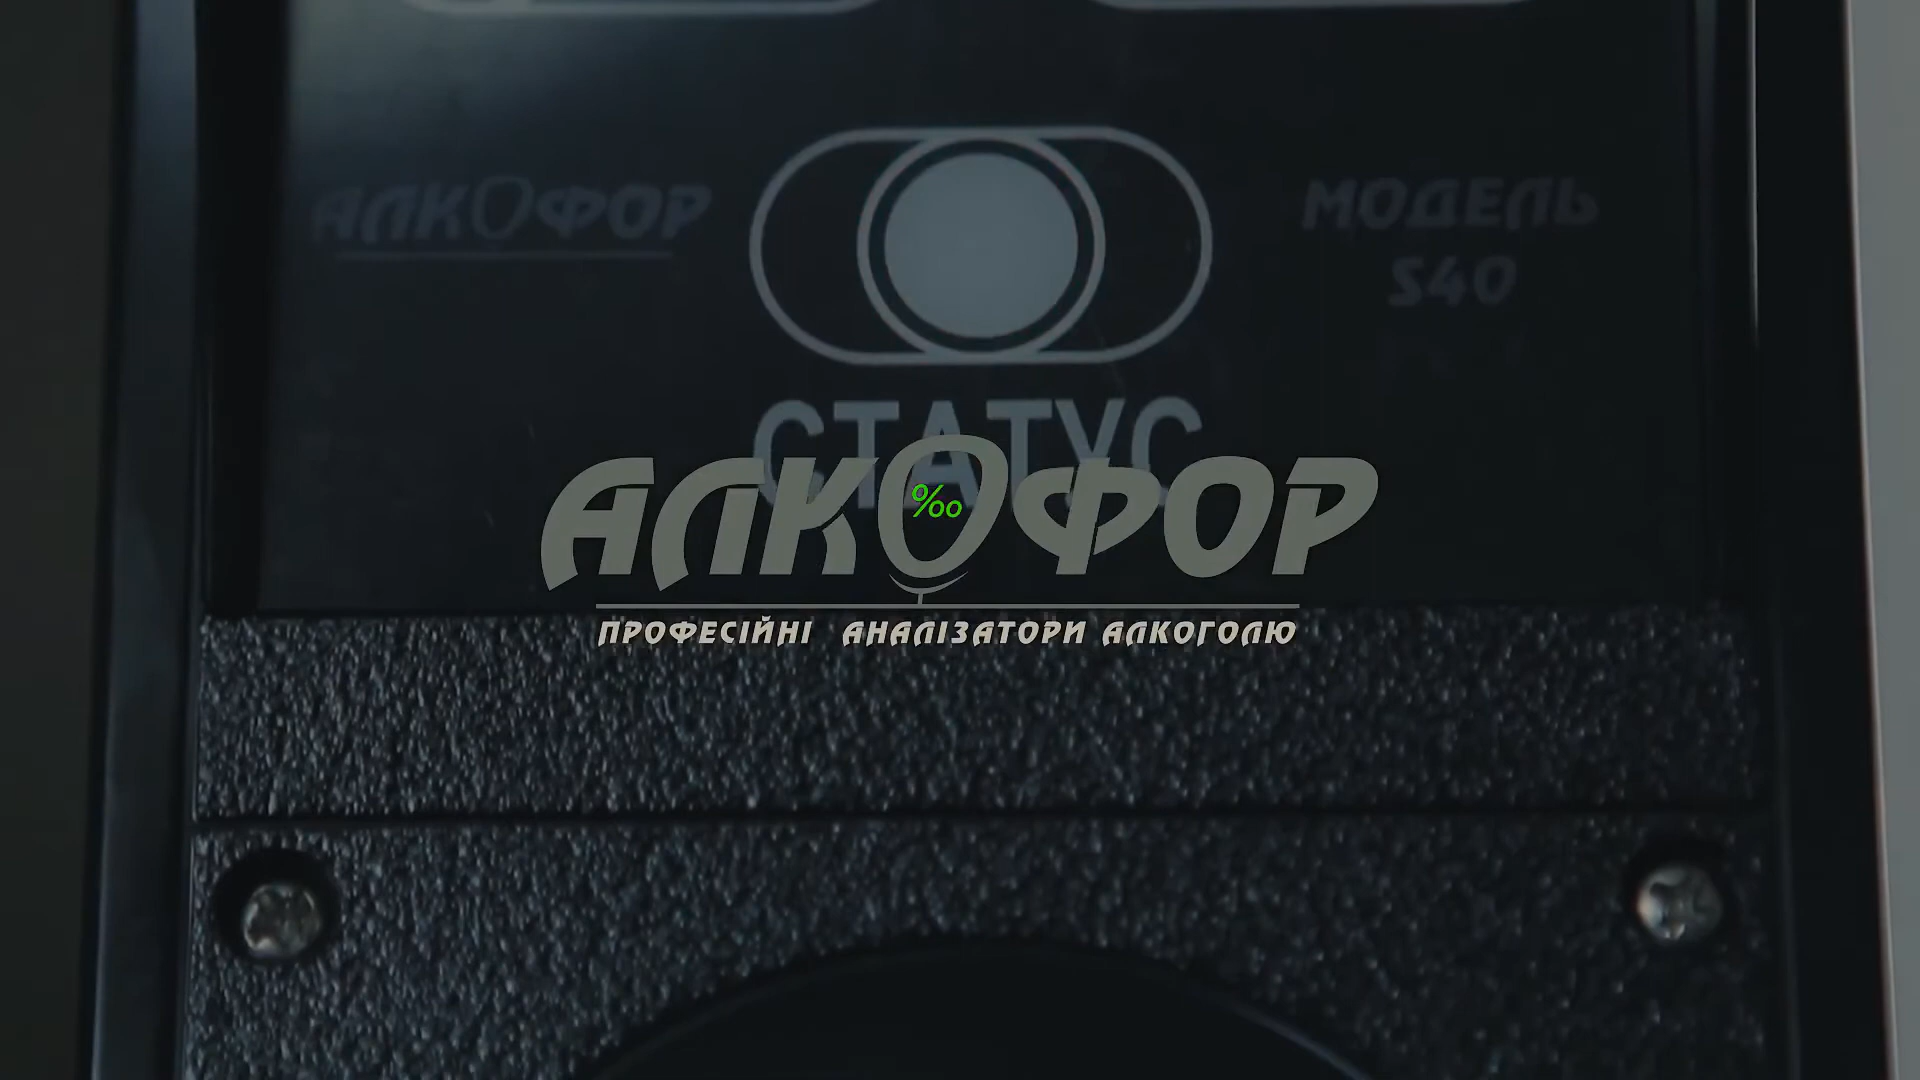 АЛКОФОР
МОДЕЛЬ
S40
СТАТУС
АЛКОФОР
‰
ПРОФЕСІЙНІ АНАЛІЗАТОРИ АЛКОГОЛЮ